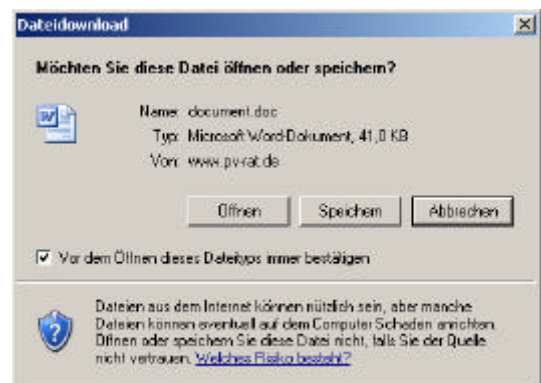 Dateidownload
Möchten Sie diese Datei öffnen oder speichern?
Name: document.doc
Typ: Microsoft Word-Dokument, 41,0 KB
Von: www.pv-rat.de
Öffnen Speichern Abbrechen
Vor dem Öffnen dieses Dateityps immer bestätigen
Dateien aus dem Internet können nützlich sein, aber manche
Dateien können eventuell auf dem Computer Schaden anrichten.
Öffnen oder speichern Sie diese Datei nicht, falls Sie der Quelle
nicht vertrauen. Welches Risiko besteht?